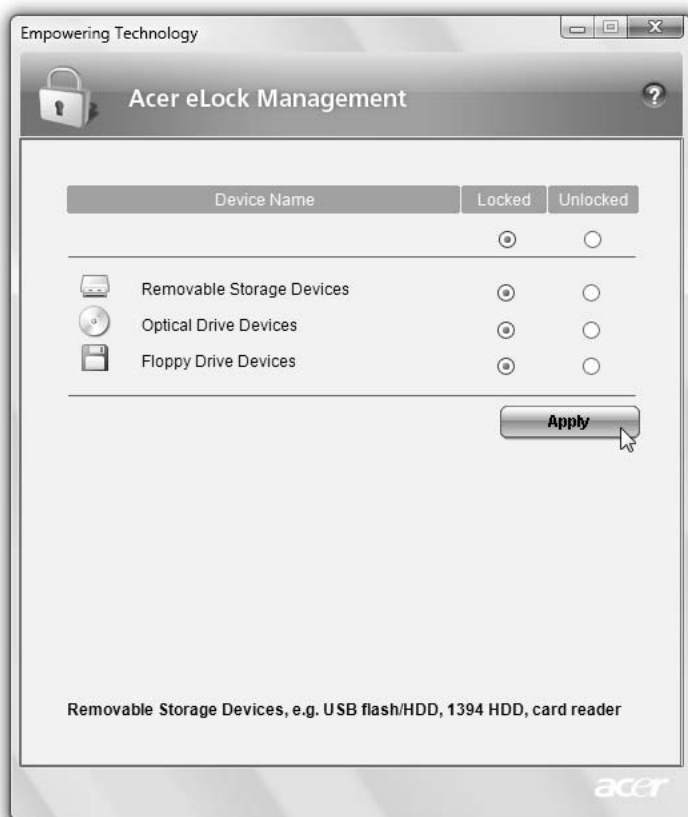 Empowering Technology
Acer eLock Management
?
Device Name Locked Unlocked
Removable Storage Devices
Optical Drive Devices
Floppy Drive Devices
Apply
Removable Storage Devices, e.g. USB flash/HDD, 1394 HDD, card reader
acer